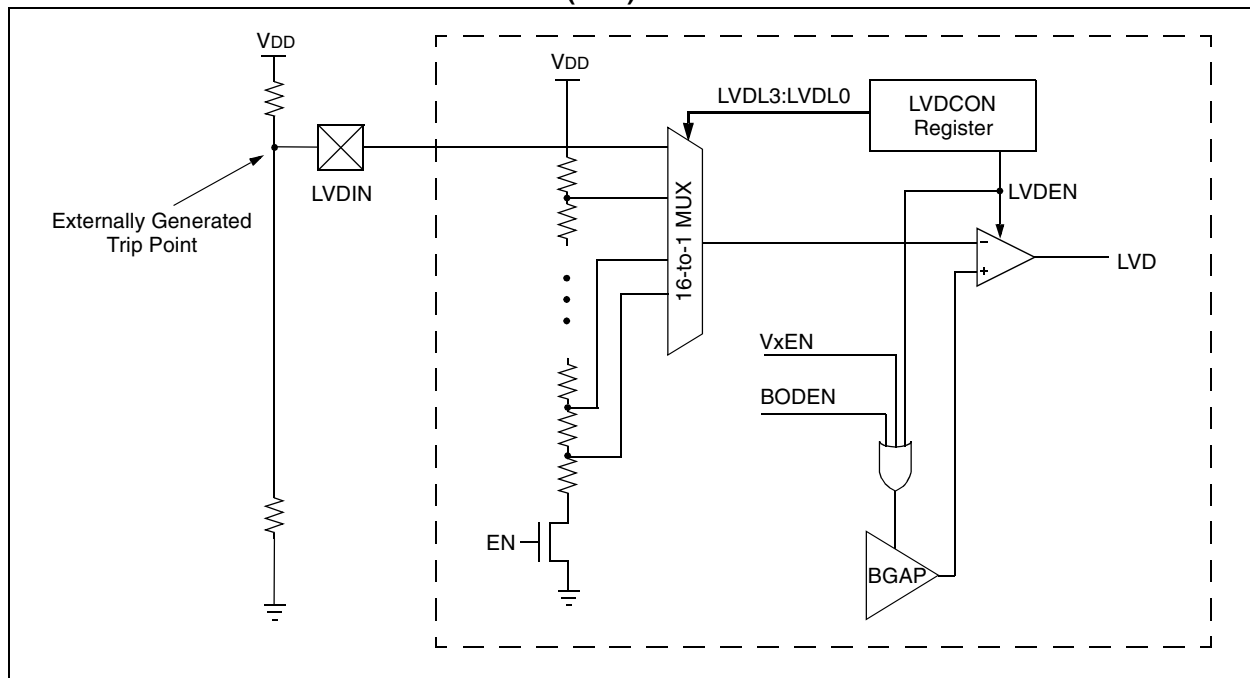 VDD
VDD
LVDL3:LVDL0
LVDCON
Register
LVDIN
16-to-1 MUX
LVDEN
Externally Generated
Trip Point
–
+
LVD
VxEN
BODEN
EN
BGAP